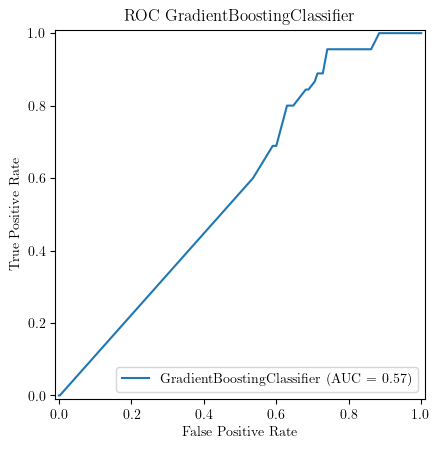 ROC GradientBoostingClassifier
1.0
0.8
0.6
0.4
0.2
0.0
True Positive Rate
GradientBoostingClassifier (AUC = 0.57)
0.0 0.2 0.4 0.6 0.8 1.0
False Positive Rate